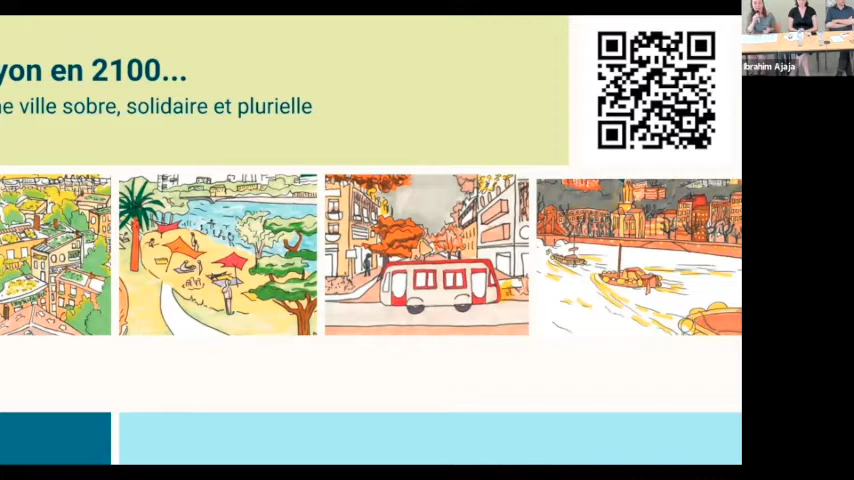 yon en 2100...
ne ville sobre, solidaire et plurielle
Ibrahim Ajaja